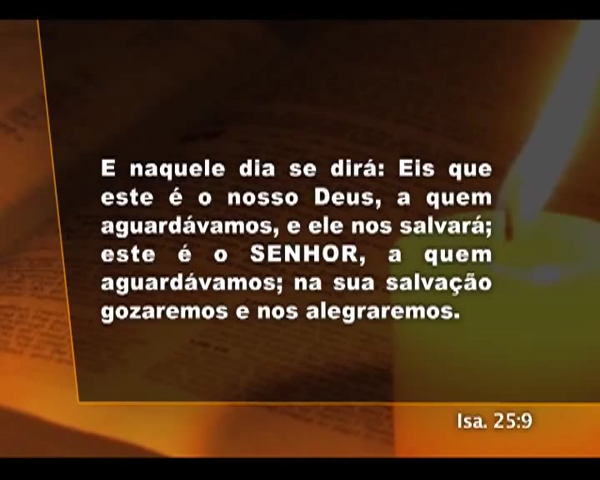 E naquele dia se dirá: Eis que
este é o nosso Deus, a quem
aguardávamos, e ele nos salvará;
este é o SENHOR, a quem
aguardávamos; na sua salvação
gozaremos e nos alegraremos.
Isa. 25:9